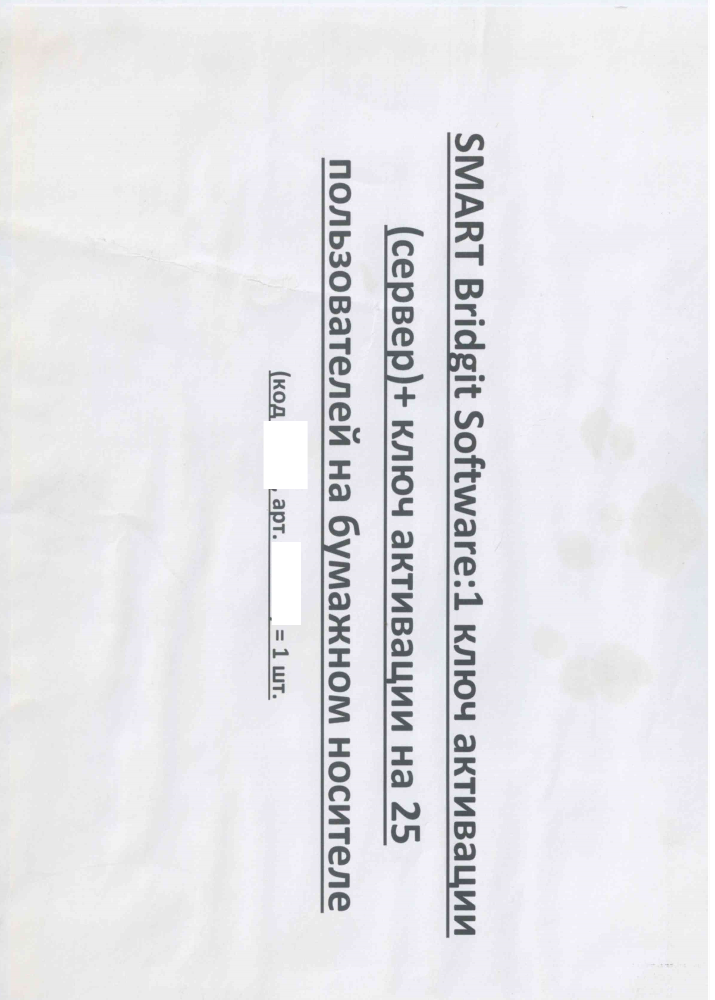 SMART Bridgit Software:1 ключ активации
(сервер)+ ключ активации на 25
пользователей на бумажном носителе
(код , арт. = 1 шт.